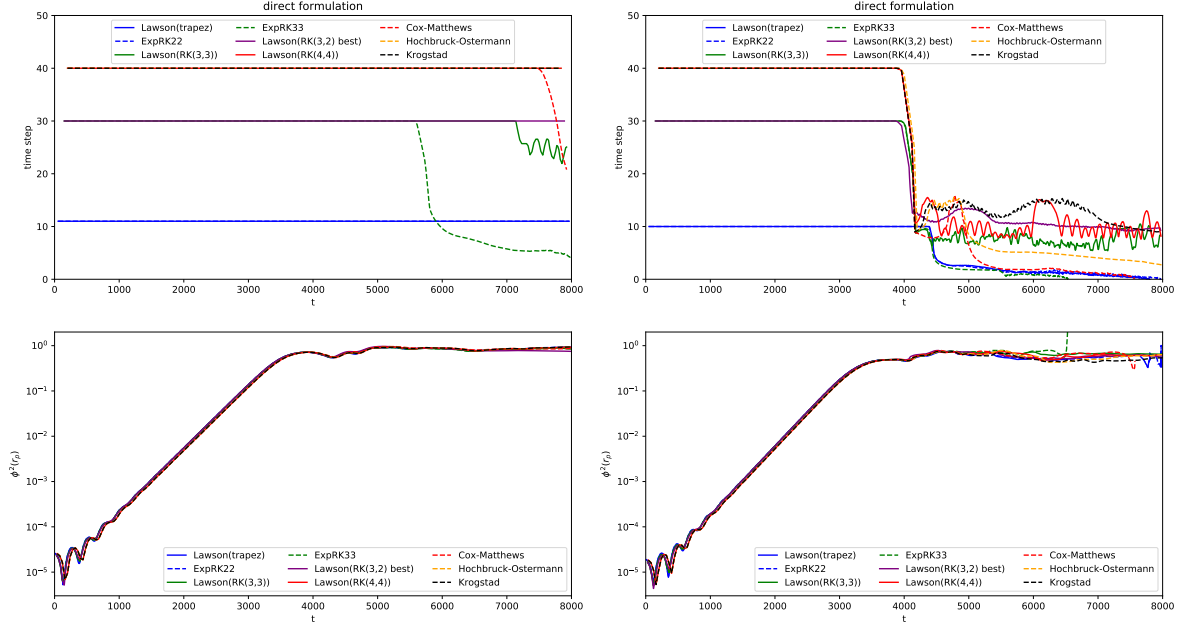 direct formulation
Lawson(trapez)
ExpRK22
Lawson(RK(3,3))
ExpRK33
Lawson(RK(3,2) best)
Lawson(RK(4,4))
Cox-Matthews
Hochbruck-Ostermann
Krogstad
50
40
30
20
10
0
time step
0 1000 2000 3000 4000 5000 6000 7000 8000
t
direct formulation
Lawson(trapez)
ExpRK22
Lawson(RK(3,3))
ExpRK33
Lawson(RK(3,2) best)
Lawson(RK(4,4))
Cox-Matthews
Hochbruck-Ostermann
Krogstad
50
40
30
20
10
0
time step
0 1000 2000 3000 4000 5000 6000 7000 8000
t
10⁰
10⁻¹
10⁻²
10⁻³
10⁻⁴
10⁻⁵
ϕ²(rₚ)
Lawson(trapez)
ExpRK22
Lawson(RK(3,3))
ExpRK33
Lawson(RK(3,2) best)
Lawson(RK(4,4))
Cox-Matthews
Hochbruck-Ostermann
Krogstad
0 1000 2000 3000 4000 5000 6000 7000 8000
t
10⁰
10⁻¹
10⁻²
10⁻³
10⁻⁴
10⁻⁵
ϕ²(rₚ)
Lawson(trapez)
ExpRK22
Lawson(RK(3,3))
ExpRK33
Lawson(RK(3,2) best)
Lawson(RK(4,4))
Cox-Matthews
Hochbruck-Ostermann
Krogstad
0 1000 2000 3000 4000 5000 6000 7000 8000
t